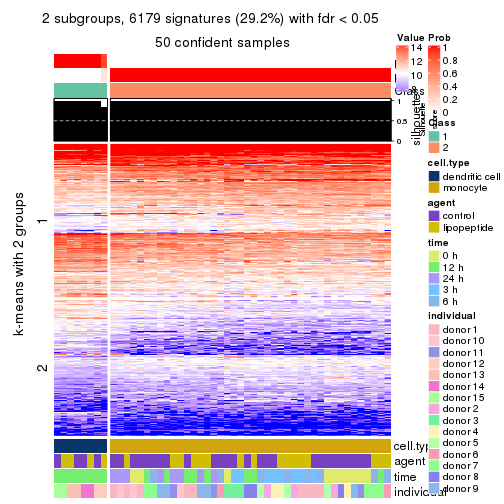 2 subgroups, 6179 signatures (29.2%) with fdr < 0.05
50 confident samples
k-means with 2 groups
1
2
1
0.5
0
silhouette
cell.type
agent
time
individual
Value
14
12
10
8
Prob
1
0.8
0.6
0.4
0.2
0
Class
1
2
cell.type
dendritic cell
monocyte
agent
control
lipopeptide
time
0 h
12 h
24 h
3 h
6 h
individual
donor 1
donor 10
donor 11
donor 12
donor 13
donor 14
donor 15
donor 2
donor 3
donor 4
donor 5
donor 6
donor 7
donor 8
donor 9